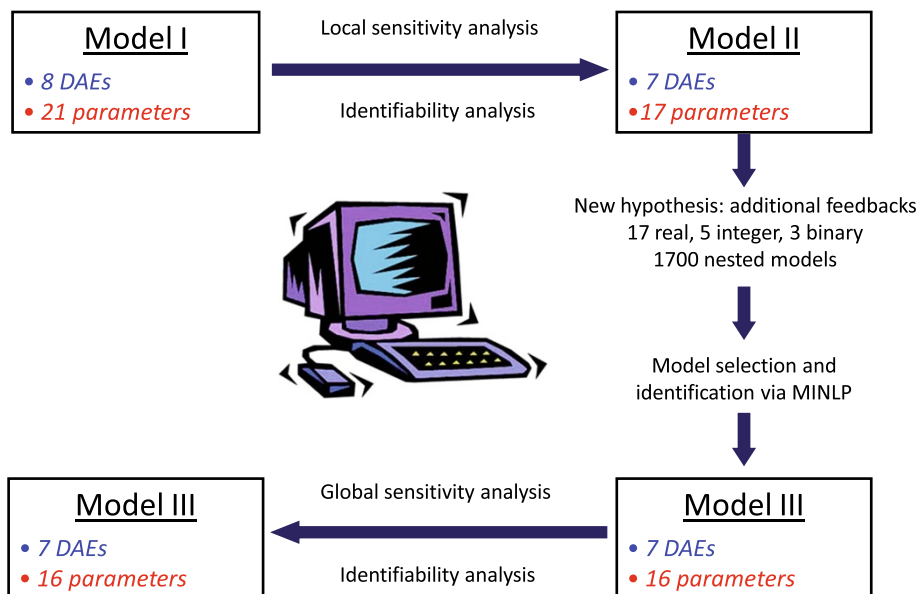 Model I
• 8 DAEs
• 21 parameters
Local sensitivity analysis
Identifiability analysis
Model II
• 7 DAEs
•17 parameters
New hypothesis: additional feedbacks
17 real, 5 integer, 3 binary
1700 nested models
Model selection and
identification via MINLP
Model III
• 7 DAEs
• 16 parameters
Global sensitivity analysis
Identifiability analysis
Model III
• 7 DAEs
• 16 parameters